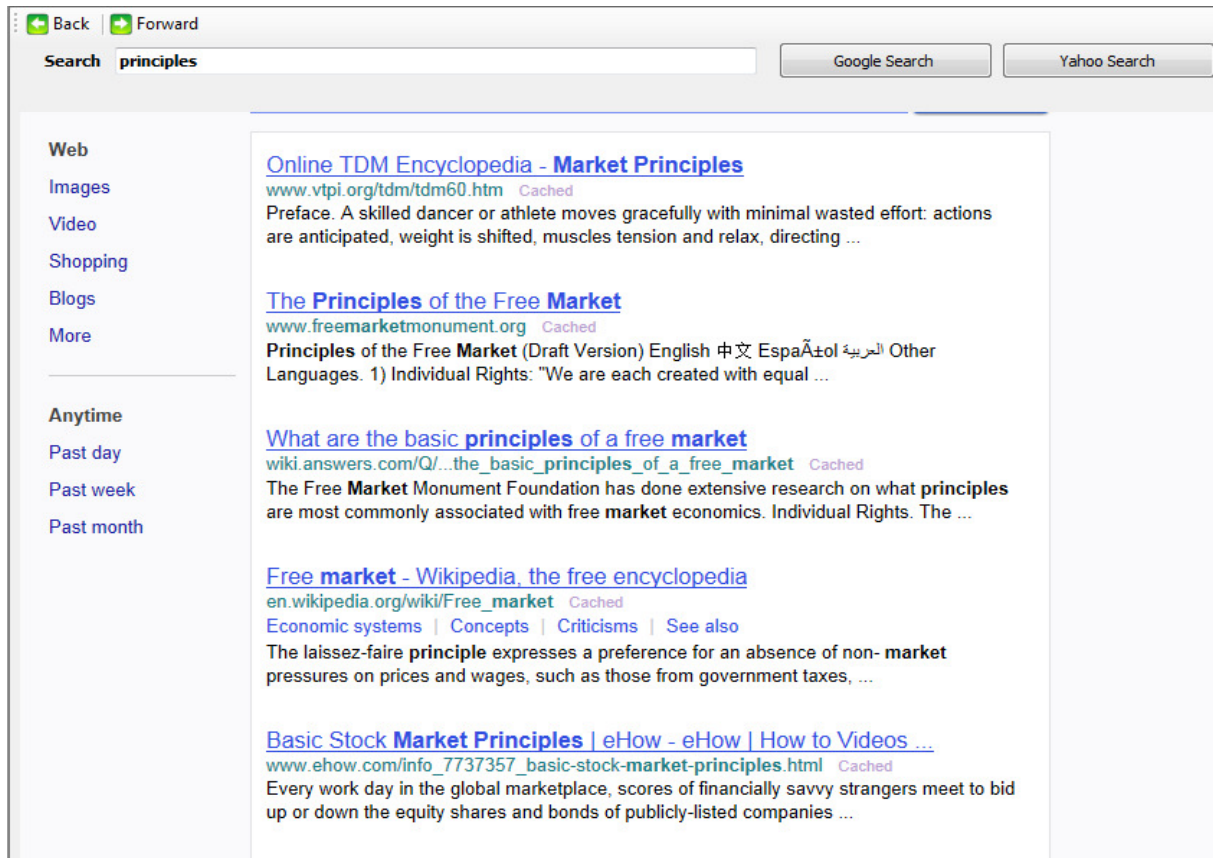 Back Forward
Search principles Google Search Yahoo Search
Web
Images
Video
Shopping
Blogs
More
Anytime
Past day
Past week
Past month
Online TDM Encyclopedia - Market Principles
www.vtpi.org/tdm/tdm60.htm Cached
Preface. A skilled dancer or athlete moves gracefully with minimal wasted effort: actions
are anticipated, weight is shifted, muscles tension and relax, directing ...
The Principles of the Free Market
www.freemarketmonument.org Cached
Principles of the Free Market (Draft Version) English 中文 EspaÃ±ol العربية Other
Languages. 1) Individual Rights: "We are each created with equal ...
What are the basic principles of a free market
wiki.answers.com/Q/...the_basic_principles_of_a_free_market Cached
The Free Market Monument Foundation has done extensive research on what principles
are most commonly associated with free market economics. Individual Rights. The ...
Free market - Wikipedia, the free encyclopedia
en.wikipedia.org/wiki/Free_market Cached
Economic systems | Concepts | Criticisms | See also
The laissez-faire principle expresses a preference for an absence of non- market
pressures on prices and wages, such as those from government taxes, ...
Basic Stock Market Principles | eHow - eHow | How to Videos ...
www.ehow.com/info_7737357_basic-stock-market-principles.html Cached
Every work day in the global marketplace, scores of financially savvy strangers meet to bid
up or down the equity shares and bonds of publicly-listed companies ...